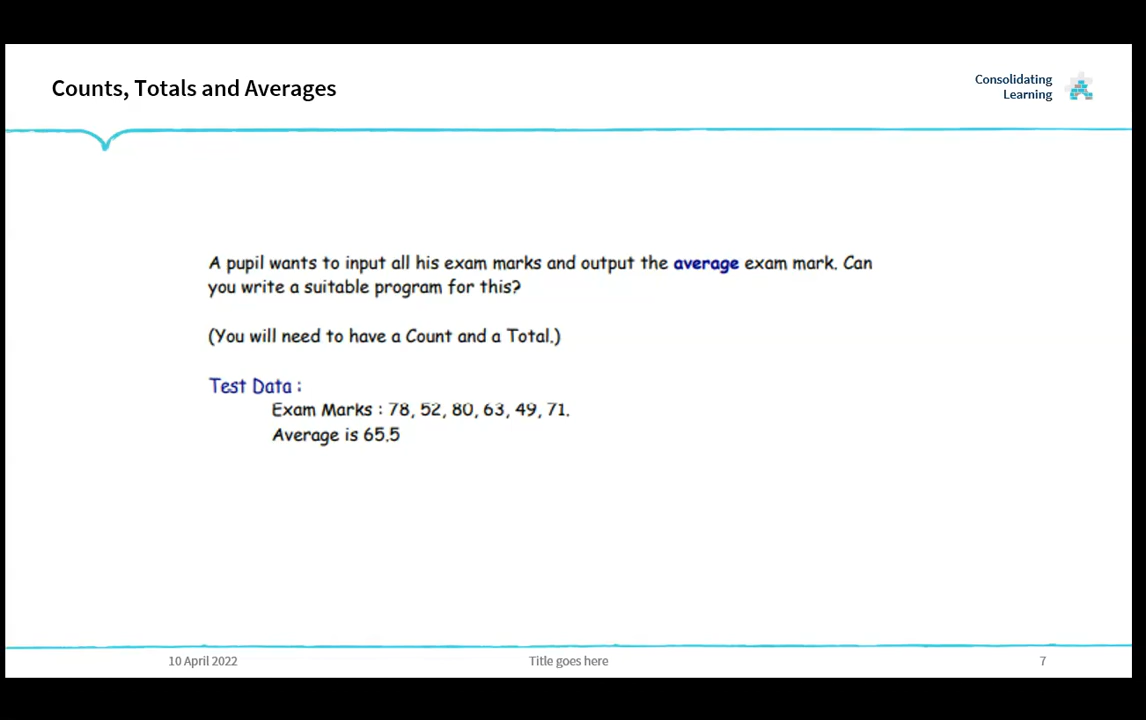 Counts, Totals and Averages
Consolidating
Learning
A pupil wants to input all his exam marks and output the average exam mark. Can
you write a suitable program for this?
(You will need to have a Count and a Total.)
Test Data :
Exam Marks : 78, 52, 80, 63, 49, 71.
Average is 65.5
10 April 2022
Title goes here
7